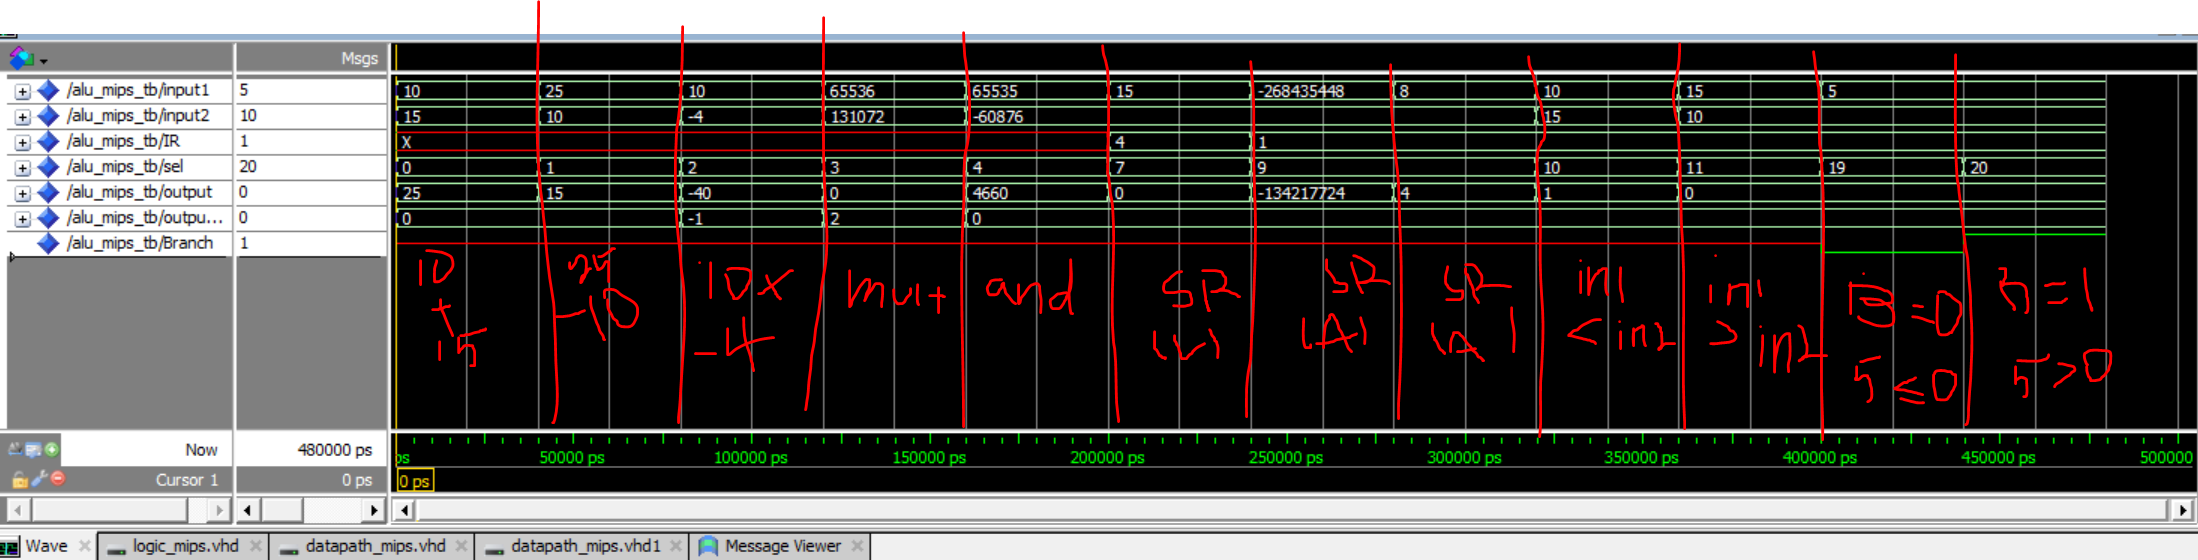 Msgs
/alu_mips_tb/input1 5 10 25 10 65536 65535 15 -268435448 8 10 15 5
/alu_mips_tb/input2 10 15 10 -4 131072 -60876 15 10
/alu_mips_tb/IR 1 X 4 1
/alu_mips_tb/sel 20 0 1 2 3 4 7 9 10 11 19 20
/alu_mips_tb/output 0 25 15 -40 0 4660 0 -134217724 4 1 0
/alu_mips_tb/outpu... 0 0 -1 2 0
/alu_mips_tb/Branch 1
10
+
15
25
-10
10x
-4
mult
and
SR
(L)
SR
(A)
SR
(A)
in1
< in2
in1
> in2
B=0
5≤0
B=1
5>0
Now 480000 ps
ps 50000 ps 100000 ps 150000 ps 200000 ps 250000 ps 300000 ps 350000 ps 400000 ps 450000 ps 500000
Cursor 1 0 ps 0 ps
Wave logic_mips.vhd datapath_mips.vhd datapath_mips.vhd1 Message Viewer